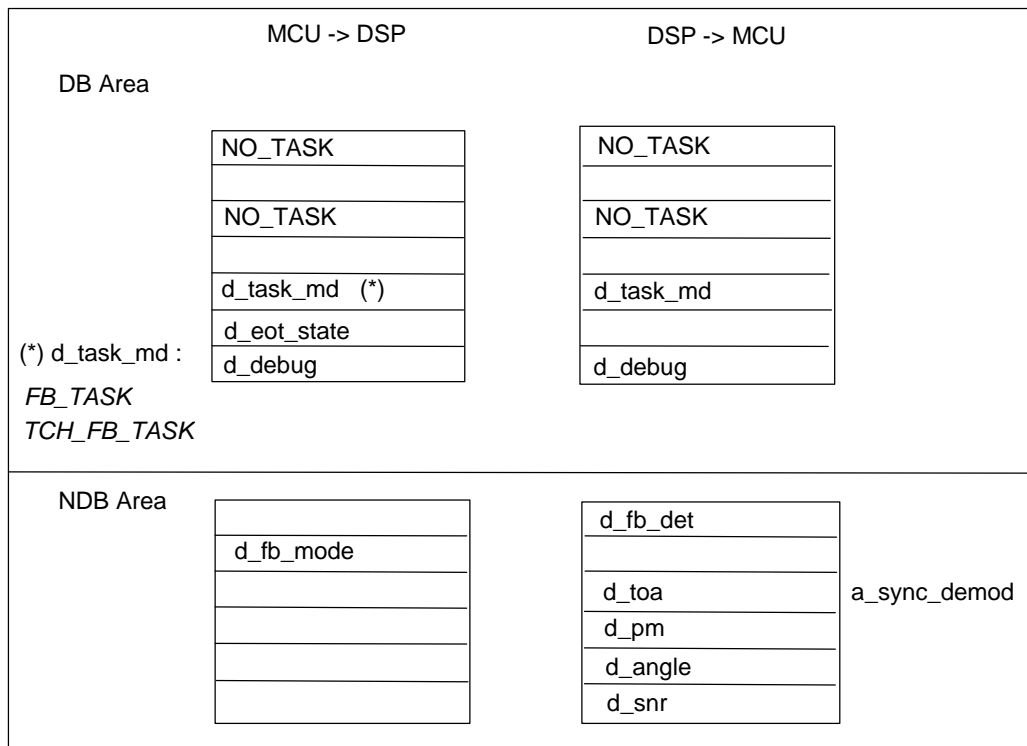 MCU -> DSP
DSP -> MCU
DB Area
NO_TASK
NO_TASK
d_task_md (*)
d_eot_state
d_debug
NO_TASK
NO_TASK
d_task_md
d_debug
(*) d_task_md :
FB_TASK
TCH_FB_TASK
NDB Area
d_fb_mode
d_fb_det
d_toa
d_pm
d_angle
d_snr
a_sync_demod